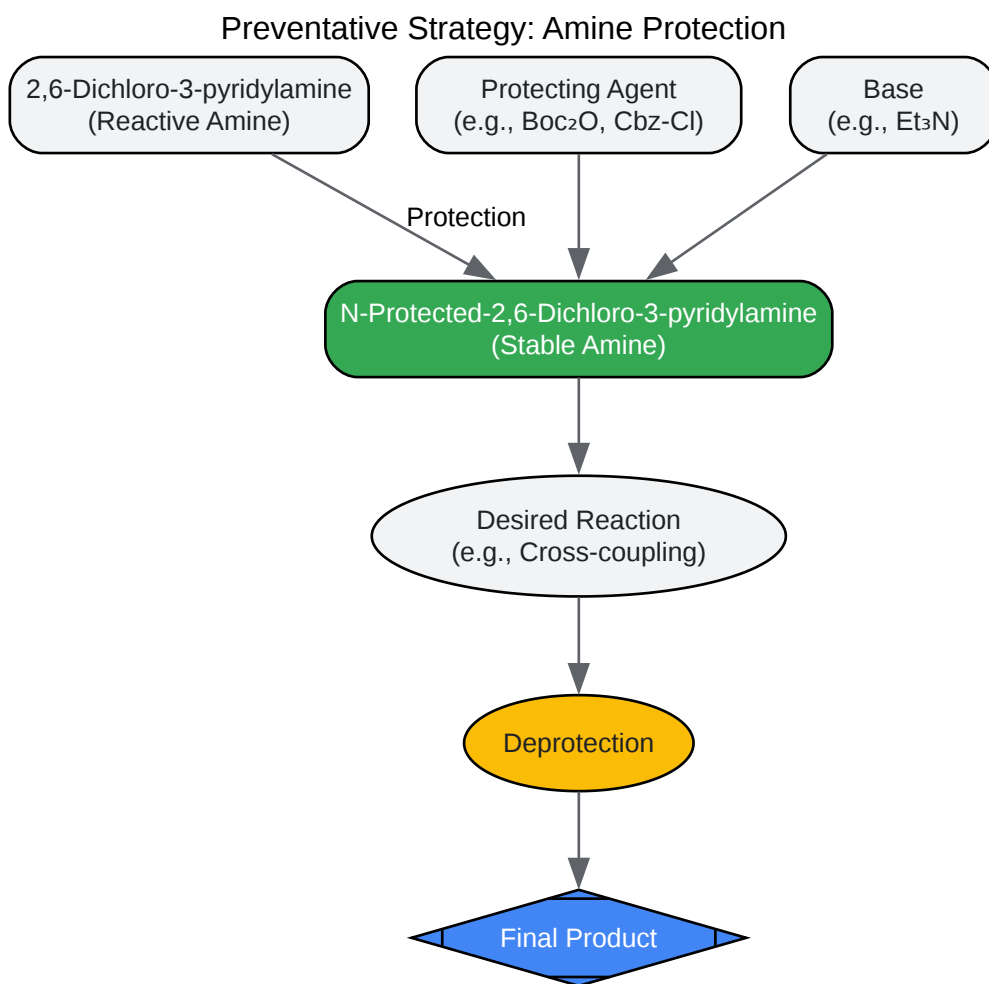 Preventative Strategy: Amine Protection
2,6-Dichloro-3-pyridylamine
(Reactive Amine)
Protecting Agent
(e.g., Boc₂O, Cbz-Cl)
Base
(e.g., Et₃N)
Protection
N-Protected-2,6-Dichloro-3-pyridylamine
(Stable Amine)
Desired Reaction
(e.g., Cross-coupling)
Deprotection
Final Product